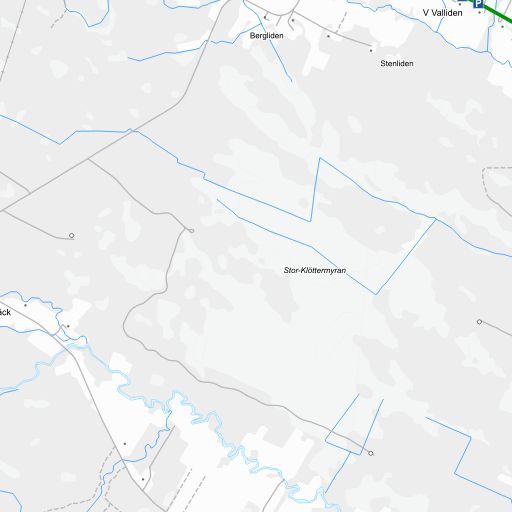 V Valliden
P
Bergliden
Stenliden
Stor-Klöttermyran